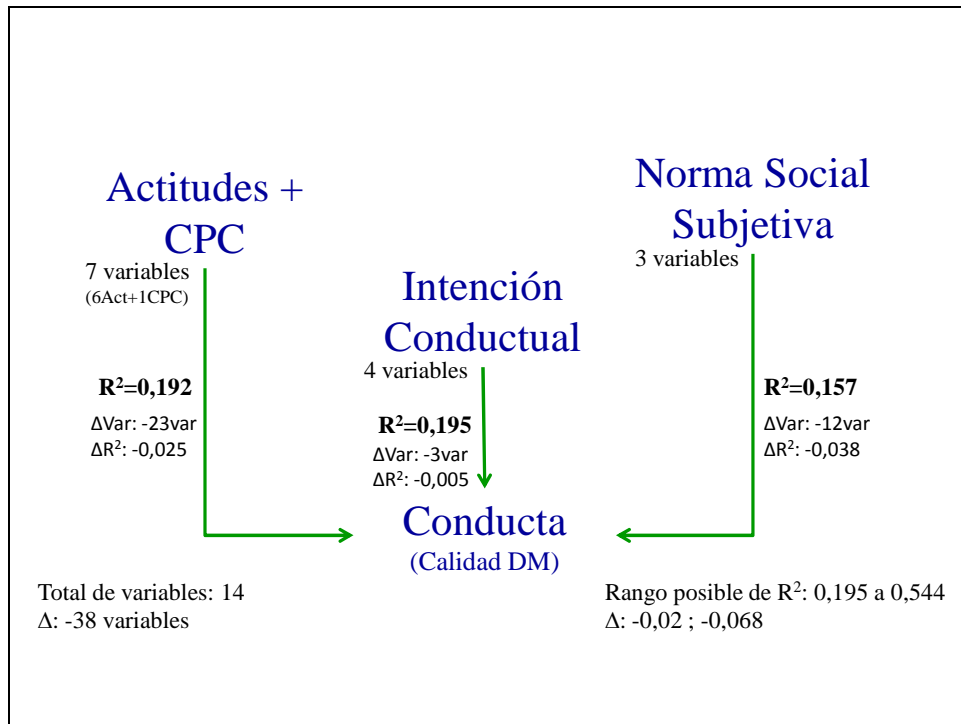 Actitudes +
CPC
7 variables
(6Act+1CPC)
R²=0,192
ΔVar: -23var
ΔR²: -0,025
Intención
Conductual
4 variables
R²=0,195
ΔVar: -3var
ΔR²: -0,005
Norma Social
Subjetiva
3 variables
R²=0,157
ΔVar: -12var
ΔR²: -0,038
Conducta
(Calidad DM)
Total de variables: 14
Δ: -38 variables
Rango posible de R²: 0,195 a 0,544
Δ: -0,02 ; -0,068